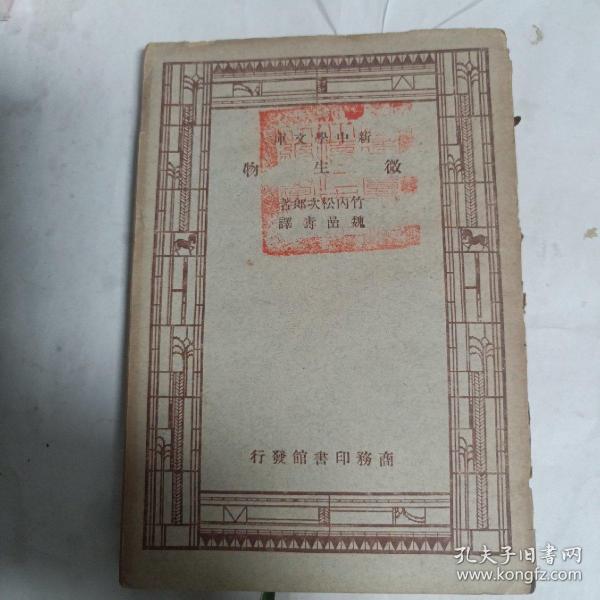 新中學文庫
微生物
竹內松次郎著
魏嵒壽譯
商務印書館發行
孔夫子旧书网
www.kongfz.com